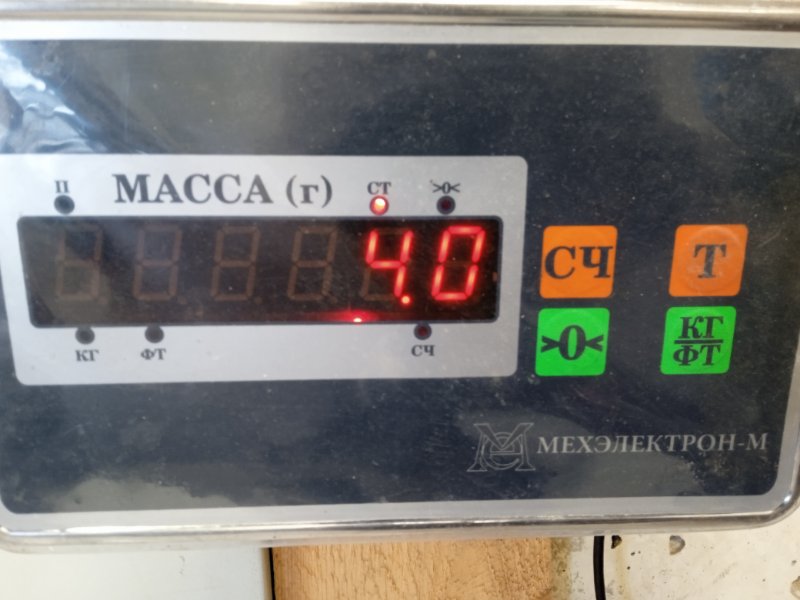 П МАССА (г) СТ >0<
4.0
КГ ФТ СЧ
СЧ Т
>0< КГ/ФТ
МЕХЭЛЕКТРОН-М